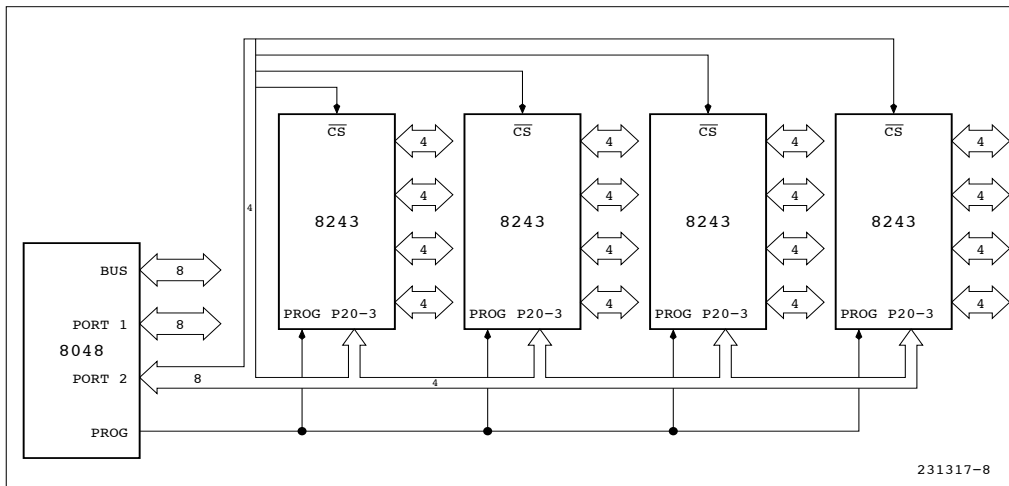 CS CS CS CS
4 4 4 4
4
4 4 4 4
8243 8243 8243 8243
4 4 4 4
BUS 8
4 4 4 4
PROG P20-3 PROG P20-3 PROG P20-3 PROG P20-3
PORT 1 8
8048
PORT 2 8 4
PROG
231317-8